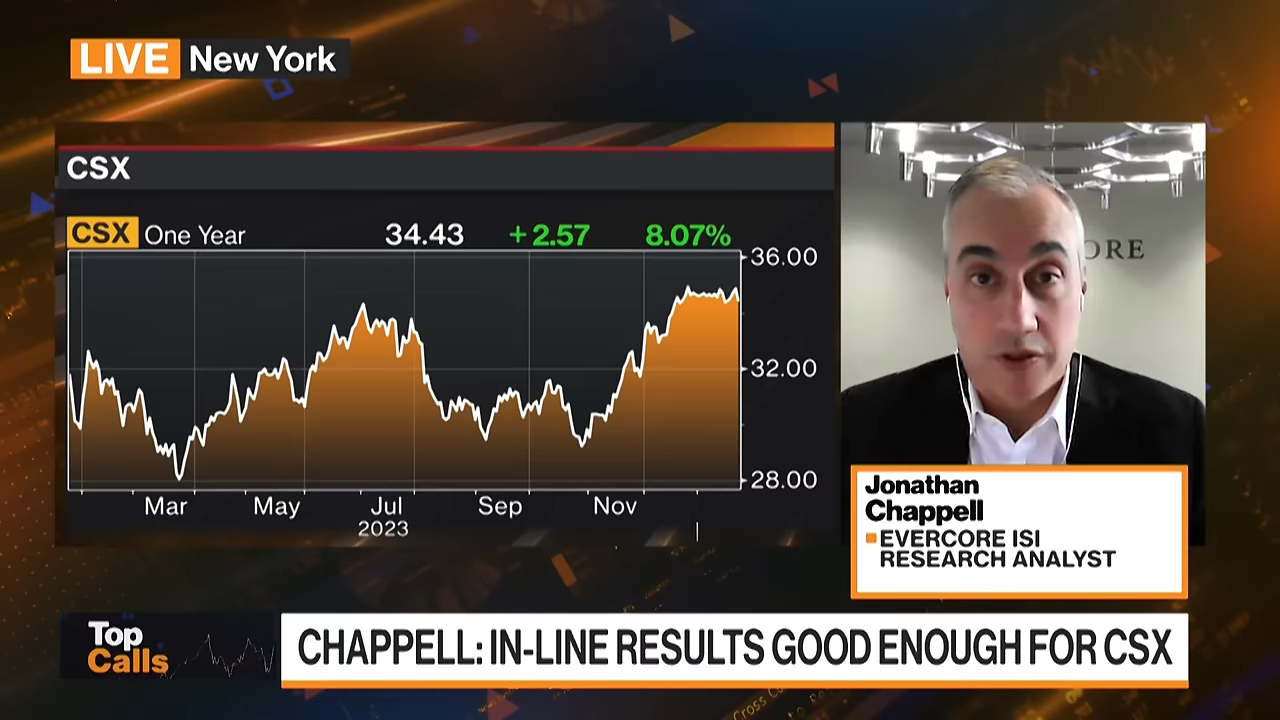 LIVE New York
CSX
CSX One Year 34.43 +2.57 8.07%
36.00
32.00
28.00
Mar May Jul Sep Nov
2023
ORE
Jonathan
Chappell
EVERCORE ISI
RESEARCH ANALYST
Top
Calls
CHAPPELL: IN-LINE RESULTS GOOD ENOUGH FOR CSX
Cross